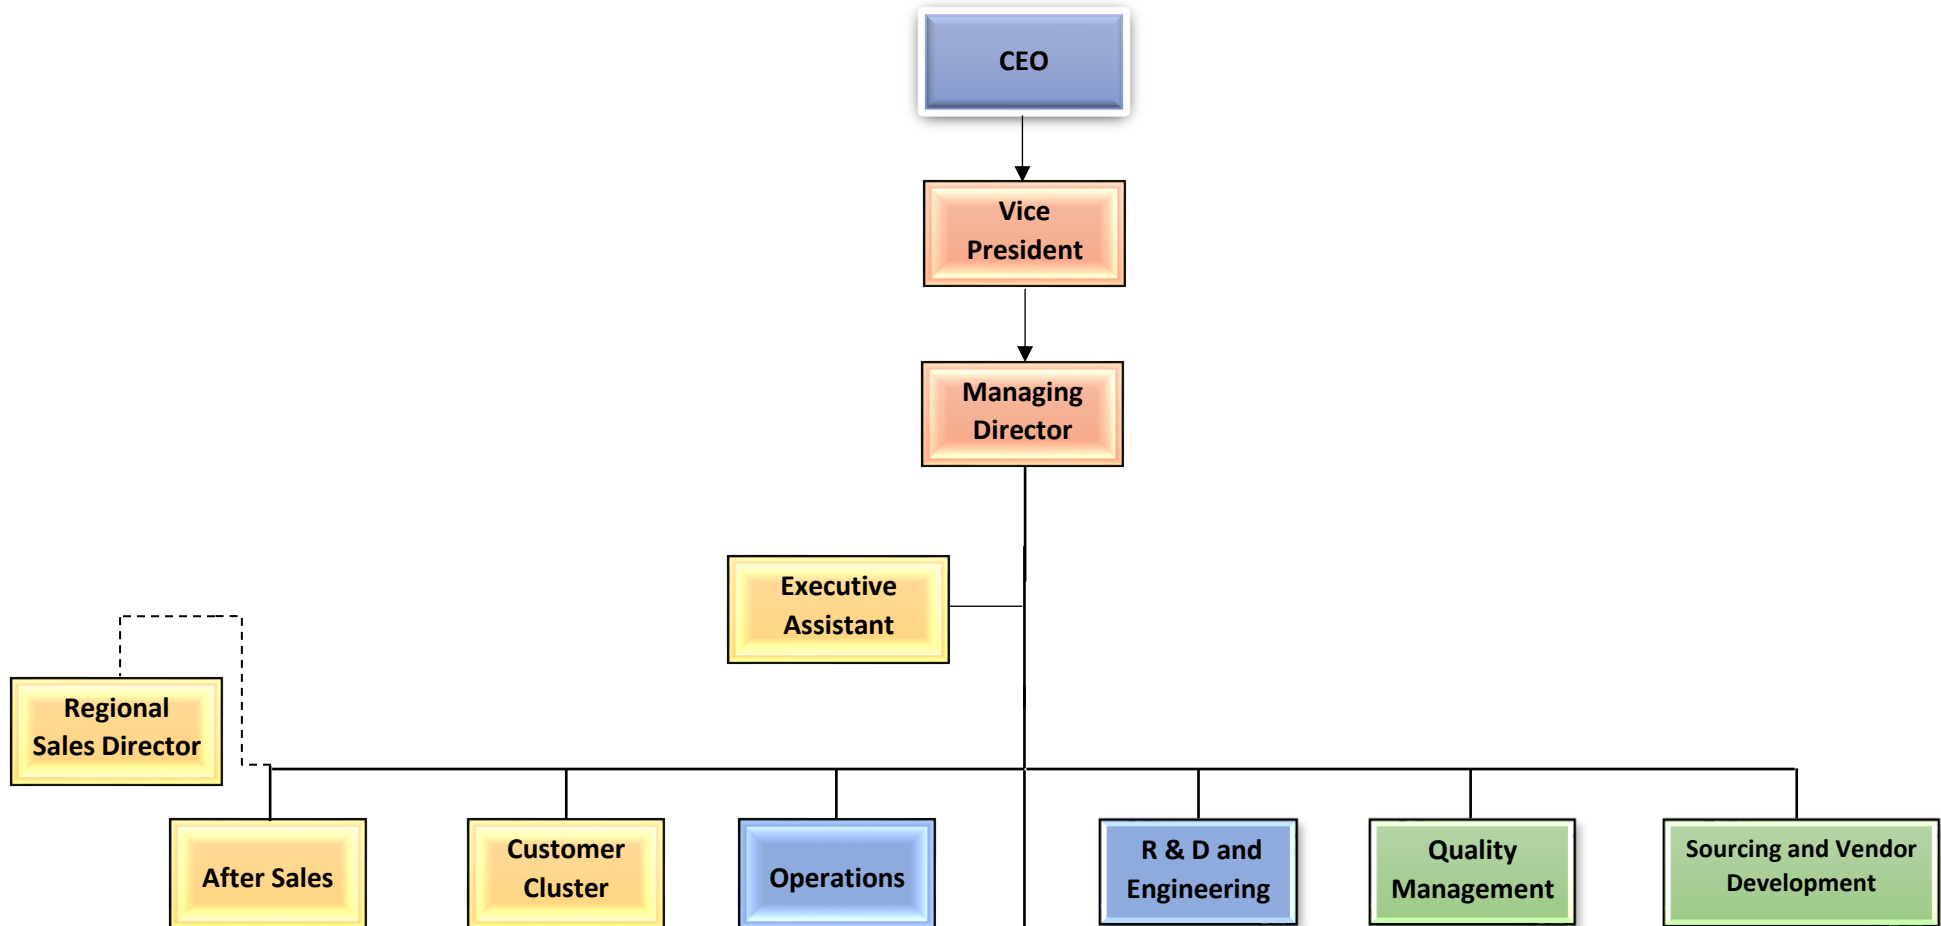 CEO
Vice
President
Managing
Director
Executive
Assistant
Regional
Sales Director
After Sales
Customer
Cluster
Operations
R & D and
Engineering
Quality
Management
Sourcing and Vendor
Development